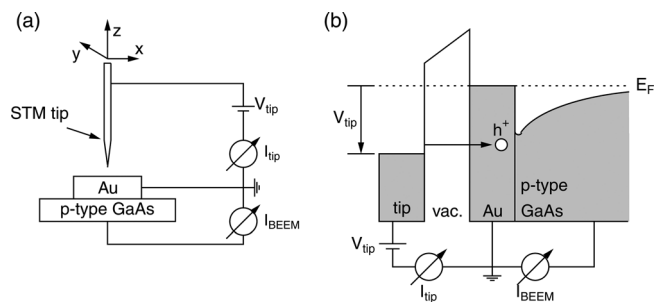 (a)
z
y
x
STM tip
V_tip
I_tip
Au
p-type GaAs
I_BEEM
(b)
E_F
V_tip
h⁺
tip
vac.
Au
p-type
GaAs
V_tip
I_tip
I_BEEM